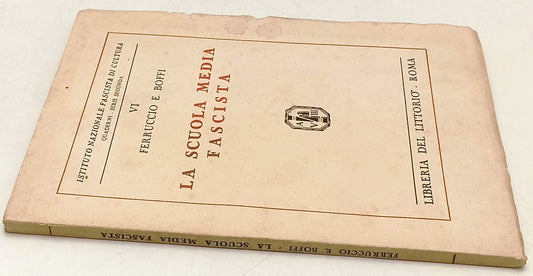 ISTITUTO NAZIONALE FASCISTA DI CULTURA
QUADERNI - SERIE SECONDA
VI
FERRUCCIO E BOFFI
LA SCUOLA MEDIA
FASCISTA
LIBRERIA DEL LITTORIO - ROMA
FERRUCCIO E. BOFFI - LA SCUOLA MEDIA FASCISTA